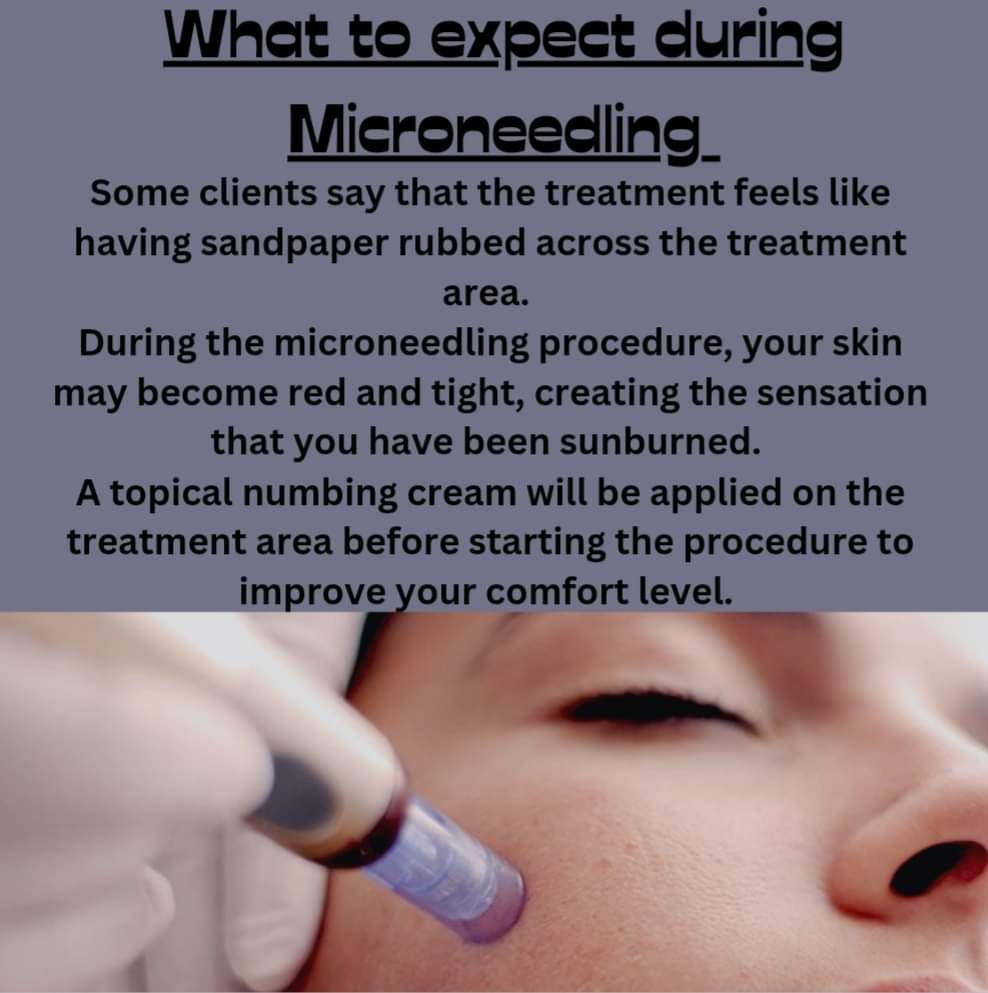 What to expect during
Microneedling
Some clients say that the treatment feels like
having sandpaper rubbed across the treatment
area.
During the microneedling procedure, your skin
may become red and tight, creating the sensation
that you have been sunburned.
A topical numbing cream will be applied on the
treatment area before starting the procedure to
improve your comfort level.